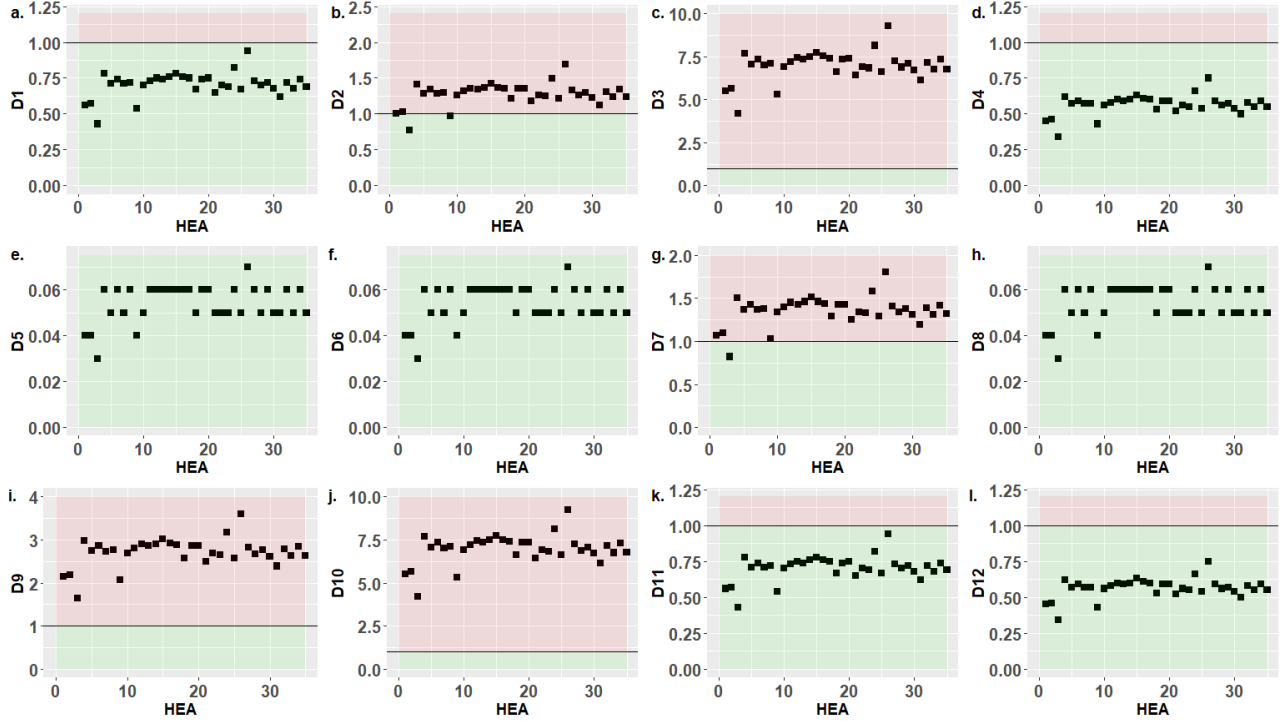 a. b. c. d.
1.25 2.5 10.0 1.25
1.00 2.0 7.5 1.00
0.75 1.5 5.0 0.75
0.50 1.0 2.5 0.50
0.25 0.5 0.0 0.25
0.00 0.0 0.00
D1 D2 D3 D4
0 10 20 30 0 10 20 30 0 10 20 30 0 10 20 30
HEA HEA HEA HEA
e. f. g. h.
0.06 0.06 2.0 0.06
0.04 0.04 1.5 0.04
0.02 0.02 1.0 0.02
0.00 0.00 0.5 0.00
0.0
D5 D6 D7 D8
0 10 20 30 0 10 20 30 0 10 20 30 0 10 20 30
HEA HEA HEA HEA
i. j. k. l.
4 10.0 1.25 1.25
3 7.5 1.00 1.00
2 5.0 0.75 0.75
1 2.5 0.50 0.50
0 0.0 0.25 0.25
0.00 0.00
D9 D10 D11 D12
0 10 20 30 0 10 20 30 0 10 20 30 0 10 20 30
HEA HEA HEA HEA